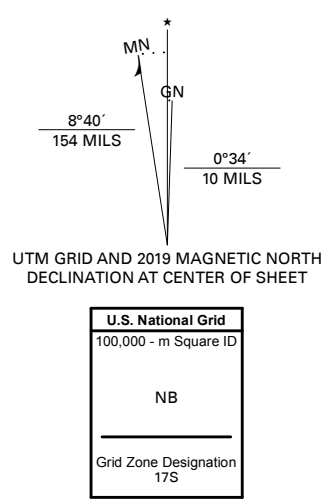 ★
MN
GN
8°40´
154 MILS
0°34´
10 MILS
UTM GRID AND 2019 MAGNETIC NORTH
DECLINATION AT CENTER OF SHEET
U.S. National Grid
100,000 - m Square ID
NB
Grid Zone Designation
17S